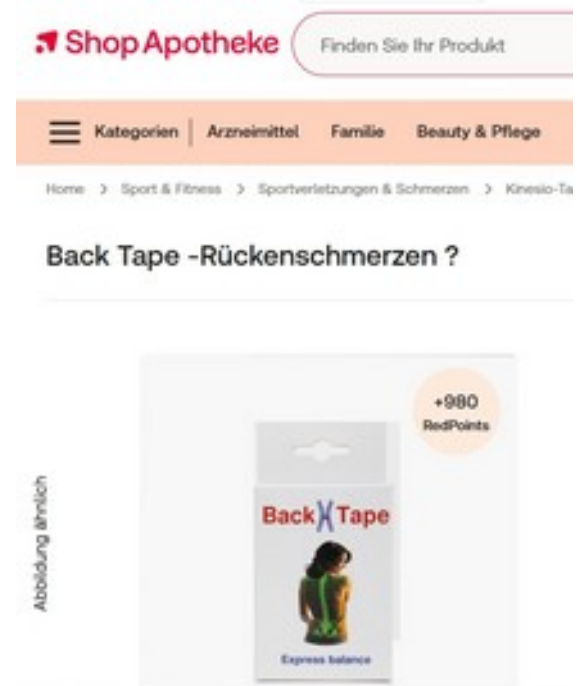 Shop Apotheke
Finden Sie Ihr Produkt
Kategorien Arzneimittel Familie Beauty & Pflege
Home > Sport & Fitness > Sportverletzungen & Schmerzen > Kinesio-Ta
Back Tape -Rückenschmerzen ?
+980
RedPoints
Abbildung ähnlich
Back Tape
Express balance